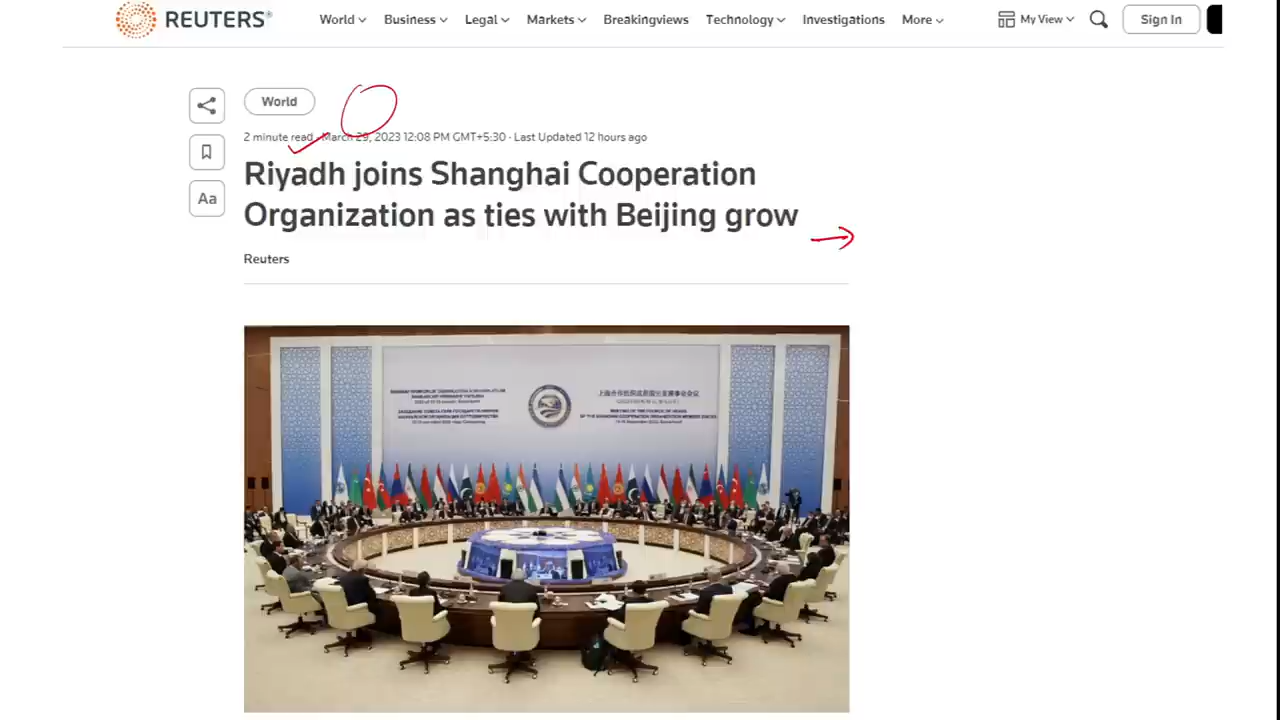 REUTERS®
World Business Legal Markets Breakingviews Technology Investigations More My View Sign In
World
2 minute read · March 29, 2023 12:08 PM GMT+5:30 · Last Updated 12 hours ago
Riyadh joins Shanghai Cooperation
Organization as ties with Beijing grow
Aa
Reuters